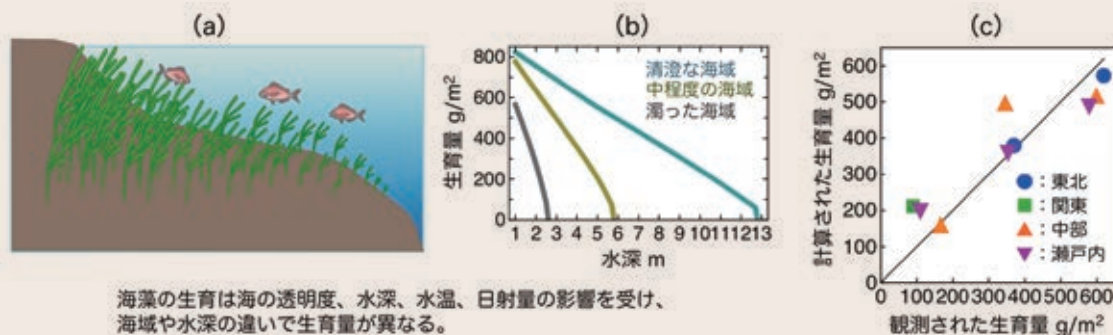 (a)
(b)
(c)
生育量 g/m²
800
600
400
200
0
清澄な海域
中程度の海域
濁った海域
1 2 3 4 5 6 7 8 9 10 11 12 13
水深 m
計算された生育量 g/m²
600
500
400
300
200
100
0 100 200 300 400 500 600
:東北
:関東
:中部
:瀬戸内
観測された生育量 g/m²
海藻の生育は海の透明度、水深、水温、日射量の影響を受け、
海域や水深の違いで生育量が異なる。